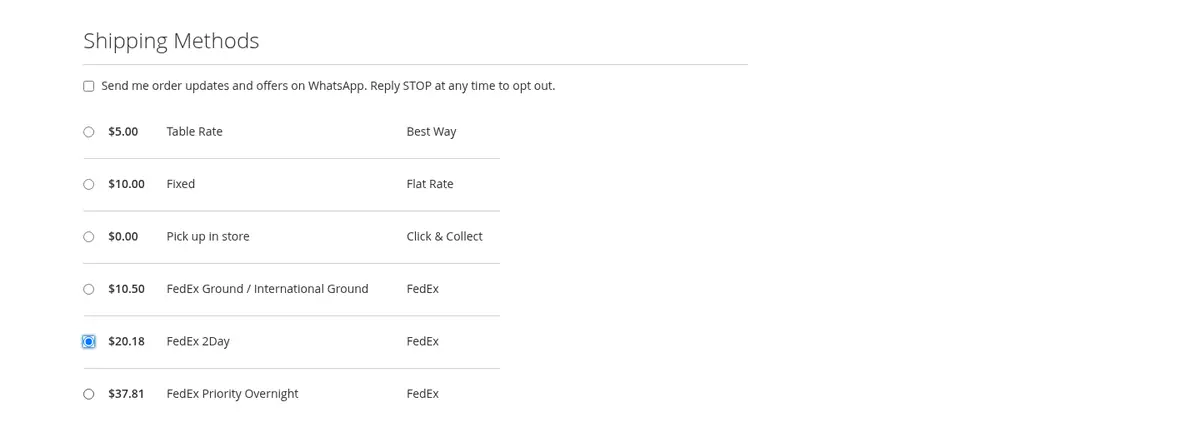 Shipping Methods
Send me order updates and offers on WhatsApp. Reply STOP at any time to opt out.
$5.00 Table Rate Best Way
$10.00 Fixed Flat Rate
$0.00 Pick up in store Click & Collect
$10.50 FedEx Ground / International Ground FedEx
$20.18 FedEx 2Day FedEx
$37.81 FedEx Priority Overnight FedEx